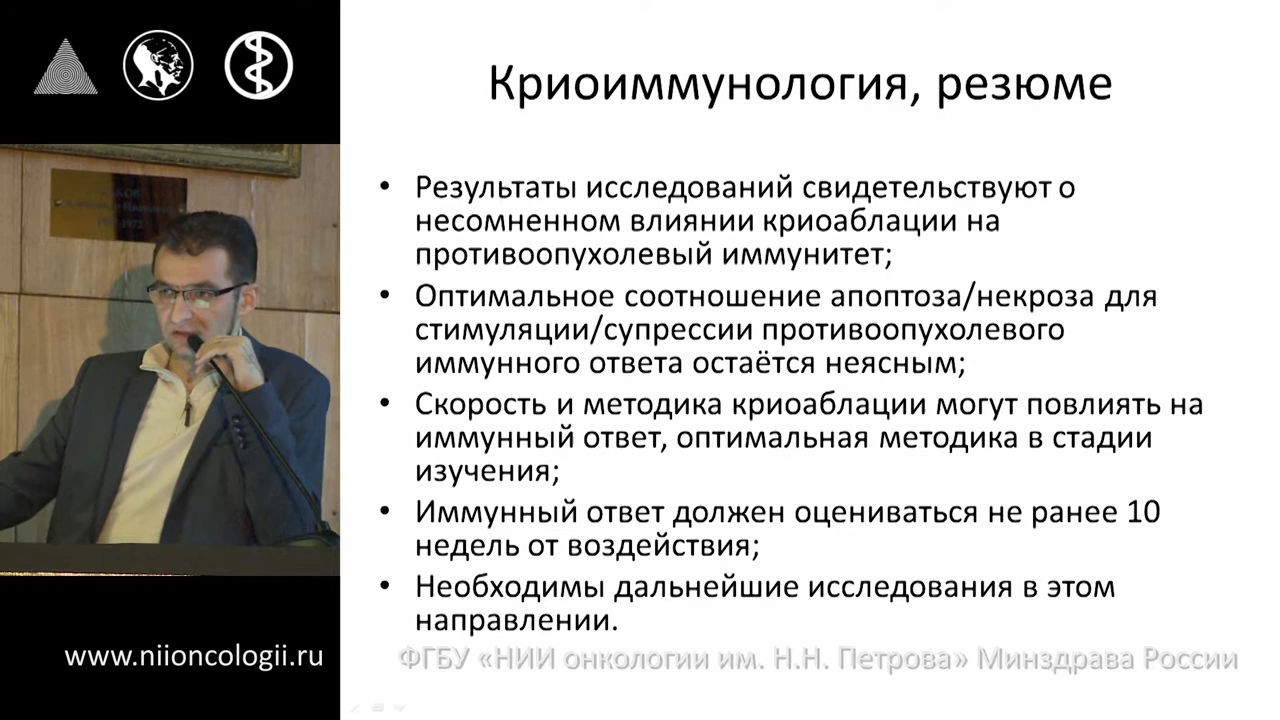 Криоиммунология, резюме
• Результаты исследований свидетельствуют о
несомненном влиянии криоаблации на
противоопухолевый иммунитет;
• Оптимальное соотношение апоптоза/некроза для
стимуляции/супрессии противоопухолевого
иммунного ответа остаётся неясным;
• Скорость и методика криоаблации могут повлиять на
иммунный ответ, оптимальная методика в стадии
изучения;
• Иммунный ответ должен оцениваться не ранее 10
недель от воздействия;
• Необходимы дальнейшие исследования в этом
направлении.
www.niioncologii.ru
ФГБУ «НИИ онкологии им. Н.Н. Петрова» Минздрава России